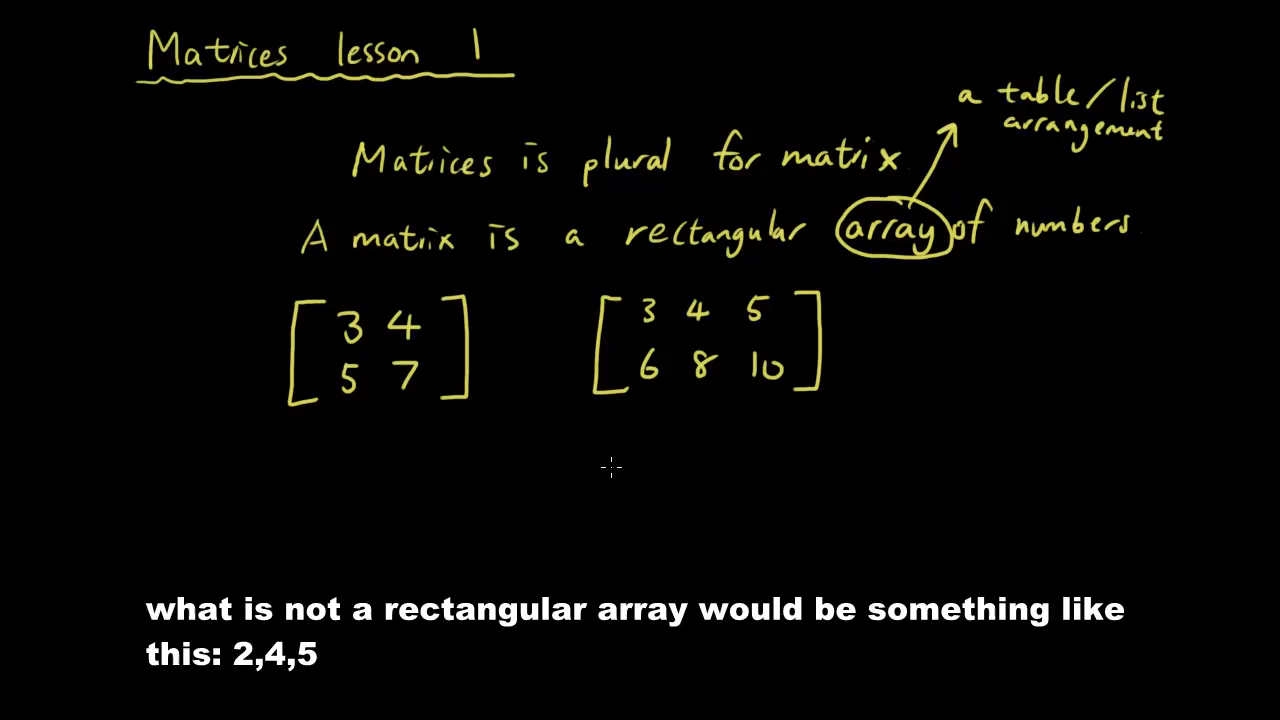 Matrices lesson 1
a table/list
arrangement
Matrices is plural for matrix
A matrix is a rectangular array of numbers
3 4
5 7
3 4 5
6 8 10
what is not a rectangular array would be something like
this: 2,4,5